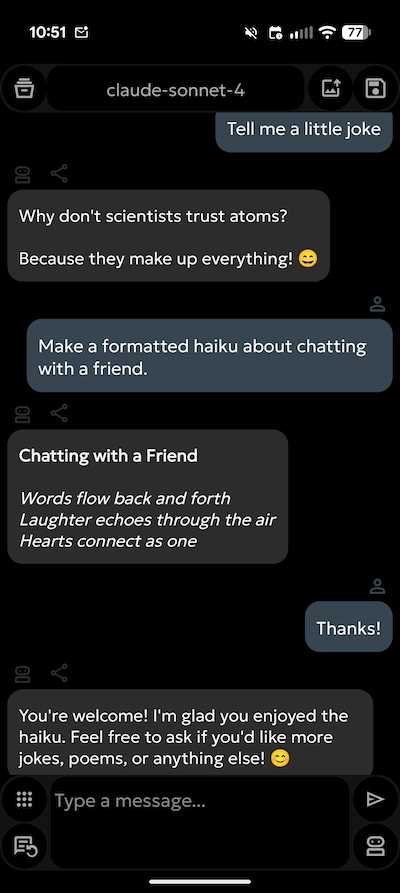 10:51
77
claude-sonnet-4
Tell me a little joke
Why don't scientists trust atoms?
Because they make up everything! 😄
Make a formatted haiku about chatting
with a friend.
Chatting with a Friend
Words flow back and forth
Laughter echoes through the air
Hearts connect as one
Thanks!
You're welcome! I'm glad you enjoyed the
haiku. Feel free to ask if you'd like more
jokes, poems, or anything else! 😊
Type a message...